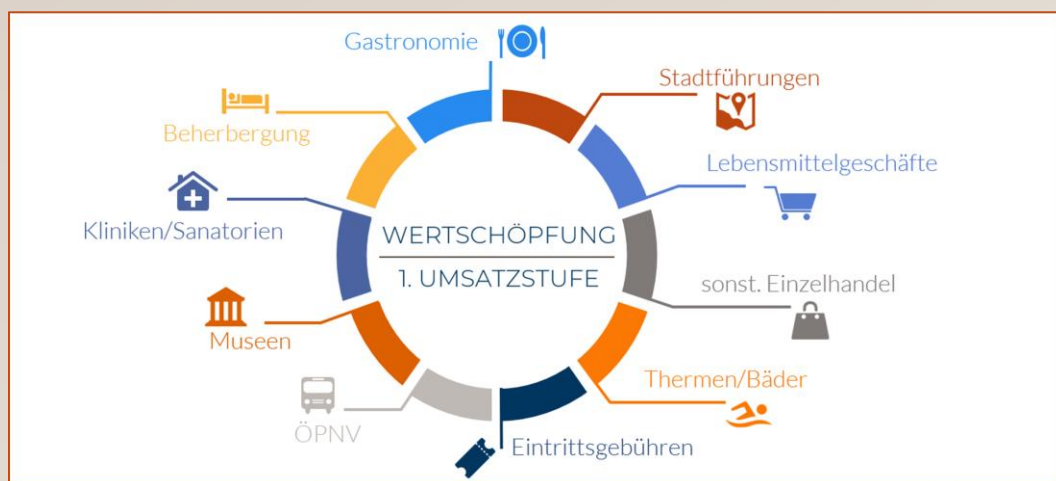 Gastronomie
Stadtführungen
Beherbergung
Lebensmittelgeschäfte
Kliniken/Sanatorien
WERTSCHÖPFUNG
1. UMSATZSTUFE
sonst. Einzelhandel
Museen
Thermen/Bäder
ÖPNV
Eintrittsgebühren